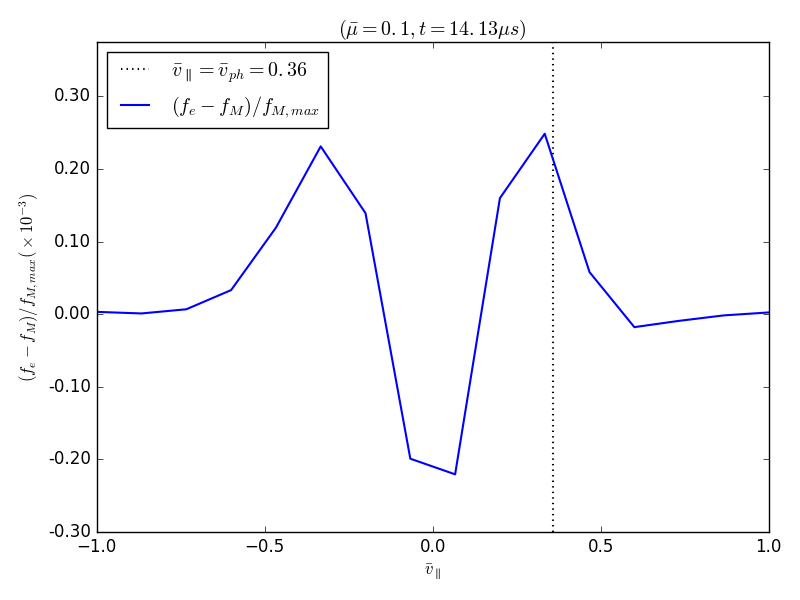 (μ̄ = 0.1, t = 14.13μs)
v̄∥ = v̄ph = 0.36
(fe − fM)/fM,max
0.30
0.20
0.10
0.00
-0.10
-0.20
-0.30
(fe − fM)/fM,max(×10⁻³)
−1.0 −0.5 0.0 0.5 1.0
v̄∥